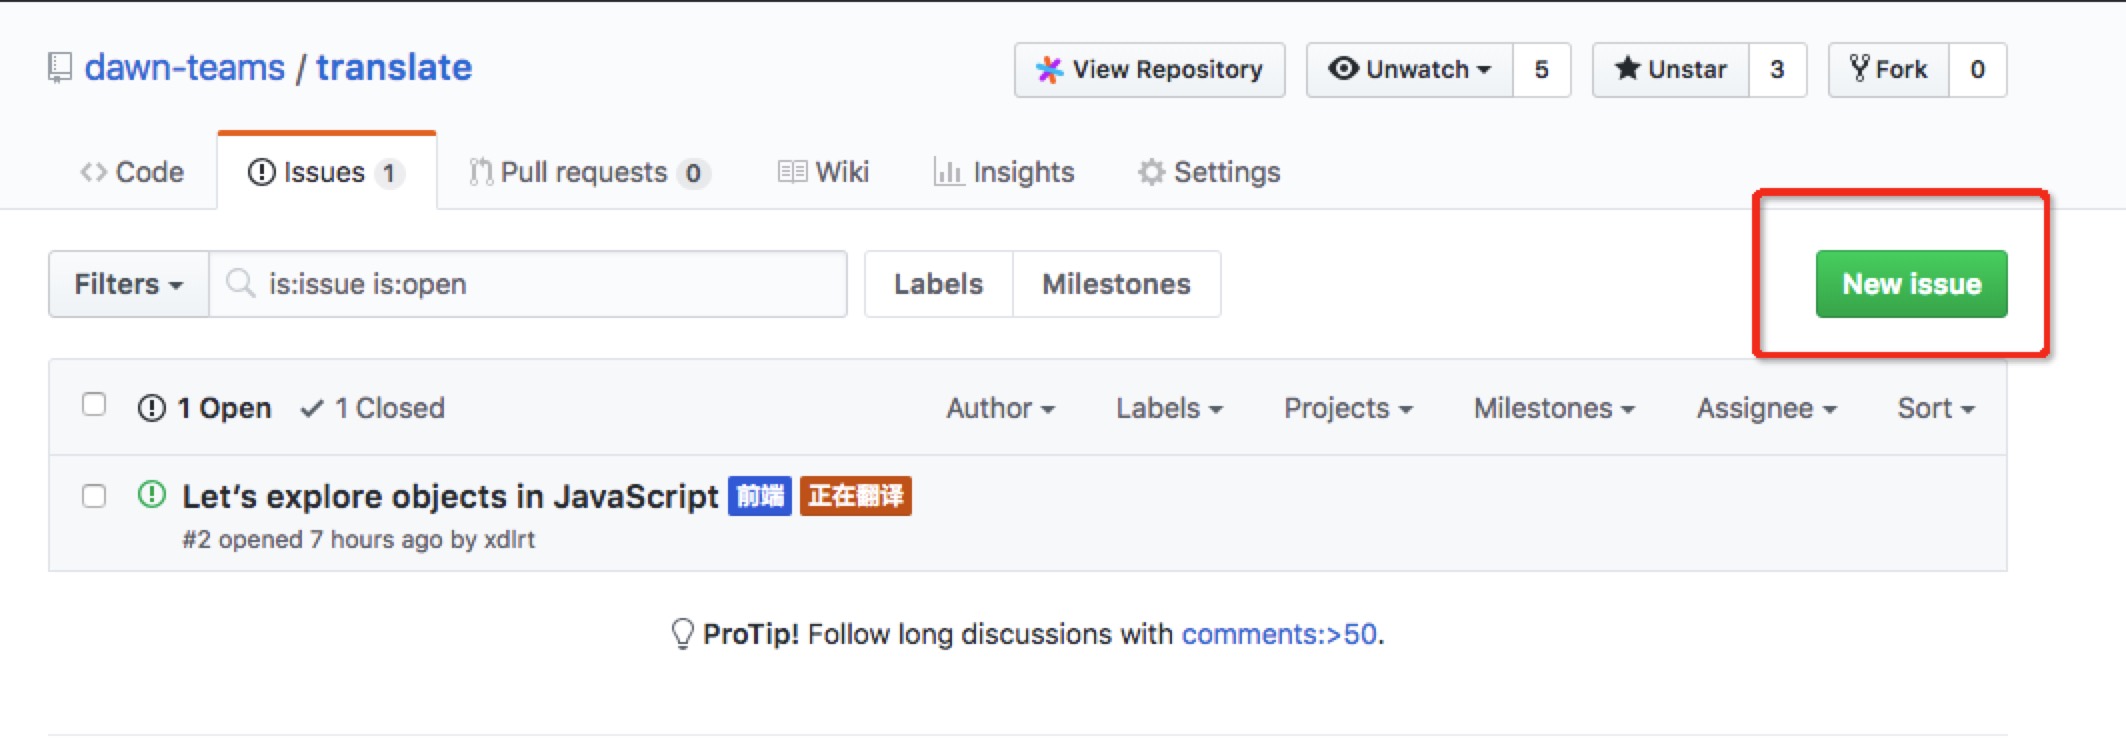 dawn-teams / translate
View Repository Unwatch 5 Unstar 3 Fork 0
Code Issues 1 Pull requests 0 Wiki Insights Settings
Filters is:issue is:open Labels Milestones New issue
1 Open 1 Closed Author Labels Projects Milestones Assignee Sort
Let’s explore objects in JavaScript 前端 正在翻译
#2 opened 7 hours ago by xdlrt
ProTip! Follow long discussions with comments:>50.